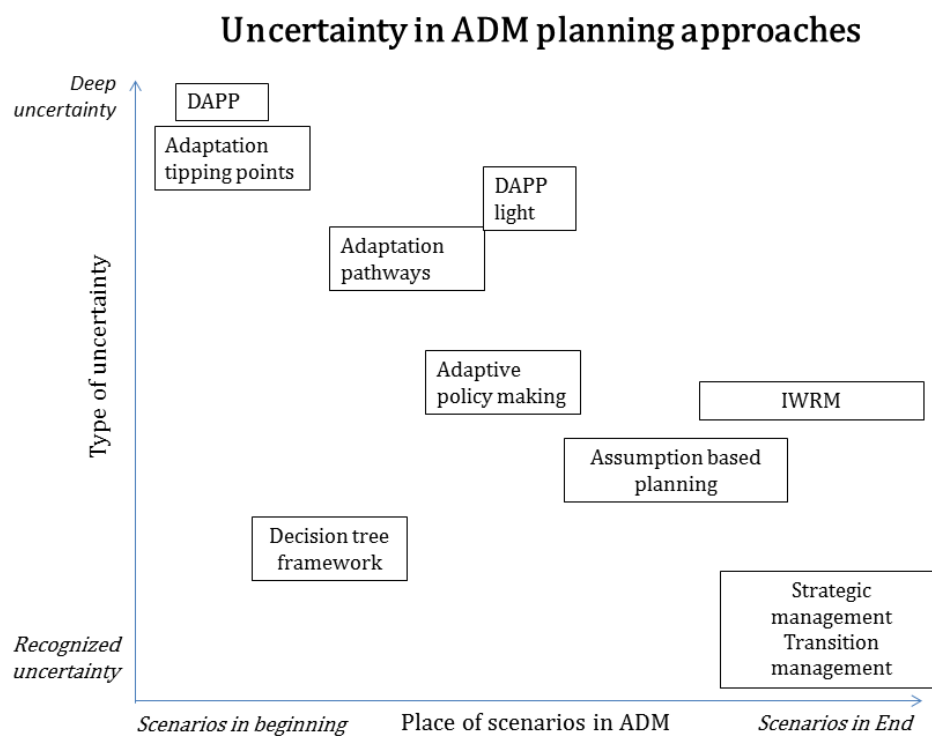 Uncertainty in ADM planning approaches
Deep
uncertainty
DAPP
Adaptation
tipping points
DAPP
light
Adaptation
pathways
Type of uncertainty
Adaptive
policy making
IWRM
Assumption based
planning
Decision tree
framework
Strategic
management
Transition
management
Recognized
uncertainty
Scenarios in beginning
Place of scenarios in ADM
Scenarios in End